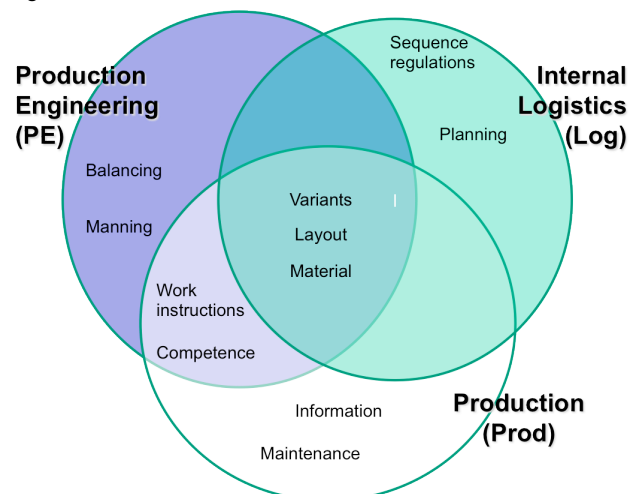 Production
Engineering
(PE)
Sequence
regulations
Internal
Logistics
(Log)
Planning
Balancing
Manning
Variants
Layout
Material
Work
instructions
Competence
Information
Maintenance
Production
(Prod)